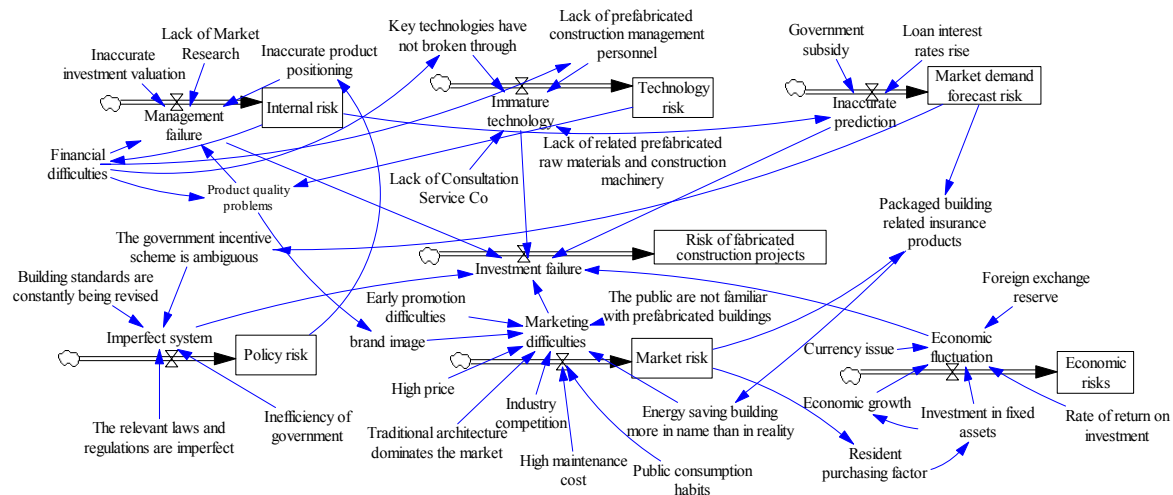 Lack of Market
Research
Inaccurate
investment valuation
Inaccurate product
positioning
Management
failure
Internal risk
Financial
difficulties
Product quality
problems
Key technologies have
not broken through
Lack of prefabricated
construction management
personnel
Immature
technology
Technology
risk
Lack of related prefabricated
raw materials and construction
machinery
Lack of Consultation
Service Co
Government
subsidy
Loan interest
rates rise
Inaccurate
prediction
Market demand
forecast risk
Packaged building
related insurance
products
The government incentive
scheme is ambiguous
Building standards are
constantly being revised
Imperfect system
Policy risk
The relevant laws and
regulations are imperfect
Inefficiency of
government
Investment failure
Risk of fabricated
construction projects
Early promotion
difficulties
brand image
Marketing
difficulties
The public are not familiar
with prefabricated buildings
Market risk
High price
Traditional architecture
dominates the market
Industry
competition
High maintenance
cost
Public consumption
habits
Energy saving building
more in name than in reality
Foreign exchange
reserve
Currency issue
Economic
fluctuation
Economic
risks
Economic growth
Investment in fixed
assets
Resident
purchasing factor
Rate of return on
investment